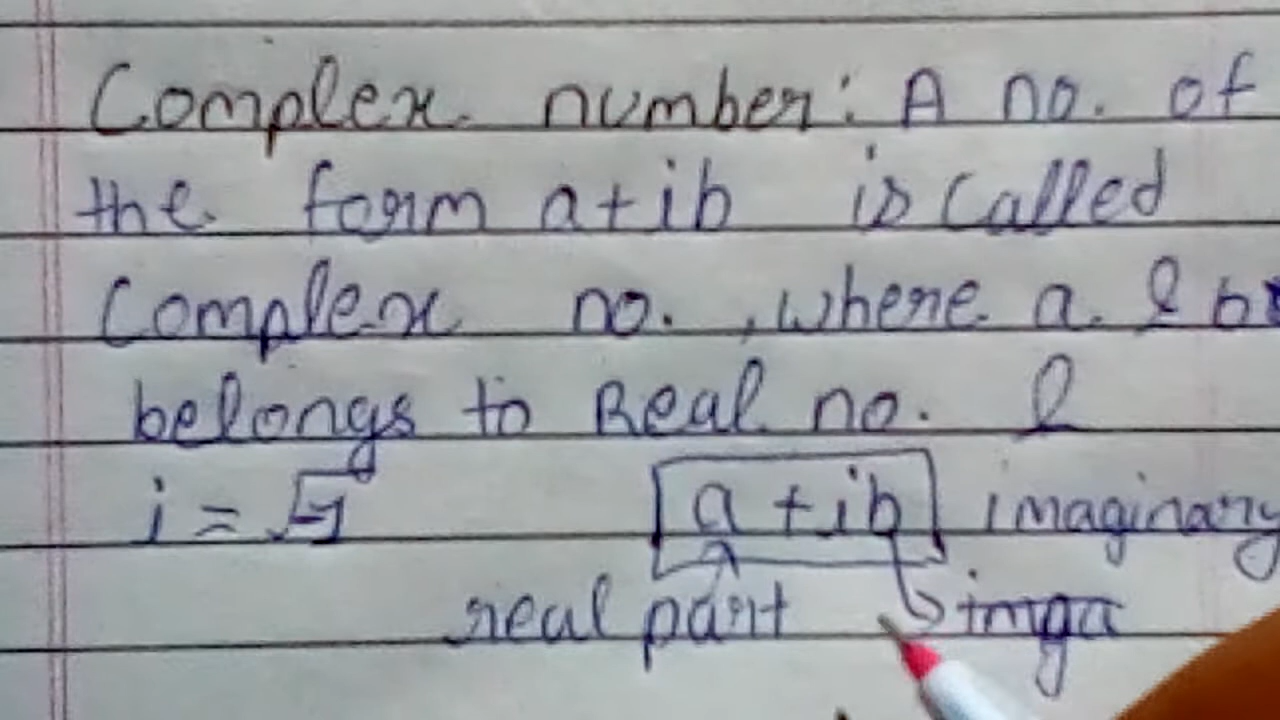 Complex number: A no. of
the form a+ib is called
Complex no., where a & b
belongs to Real no. &
i = √-1 a + ib imaginary
real part imga